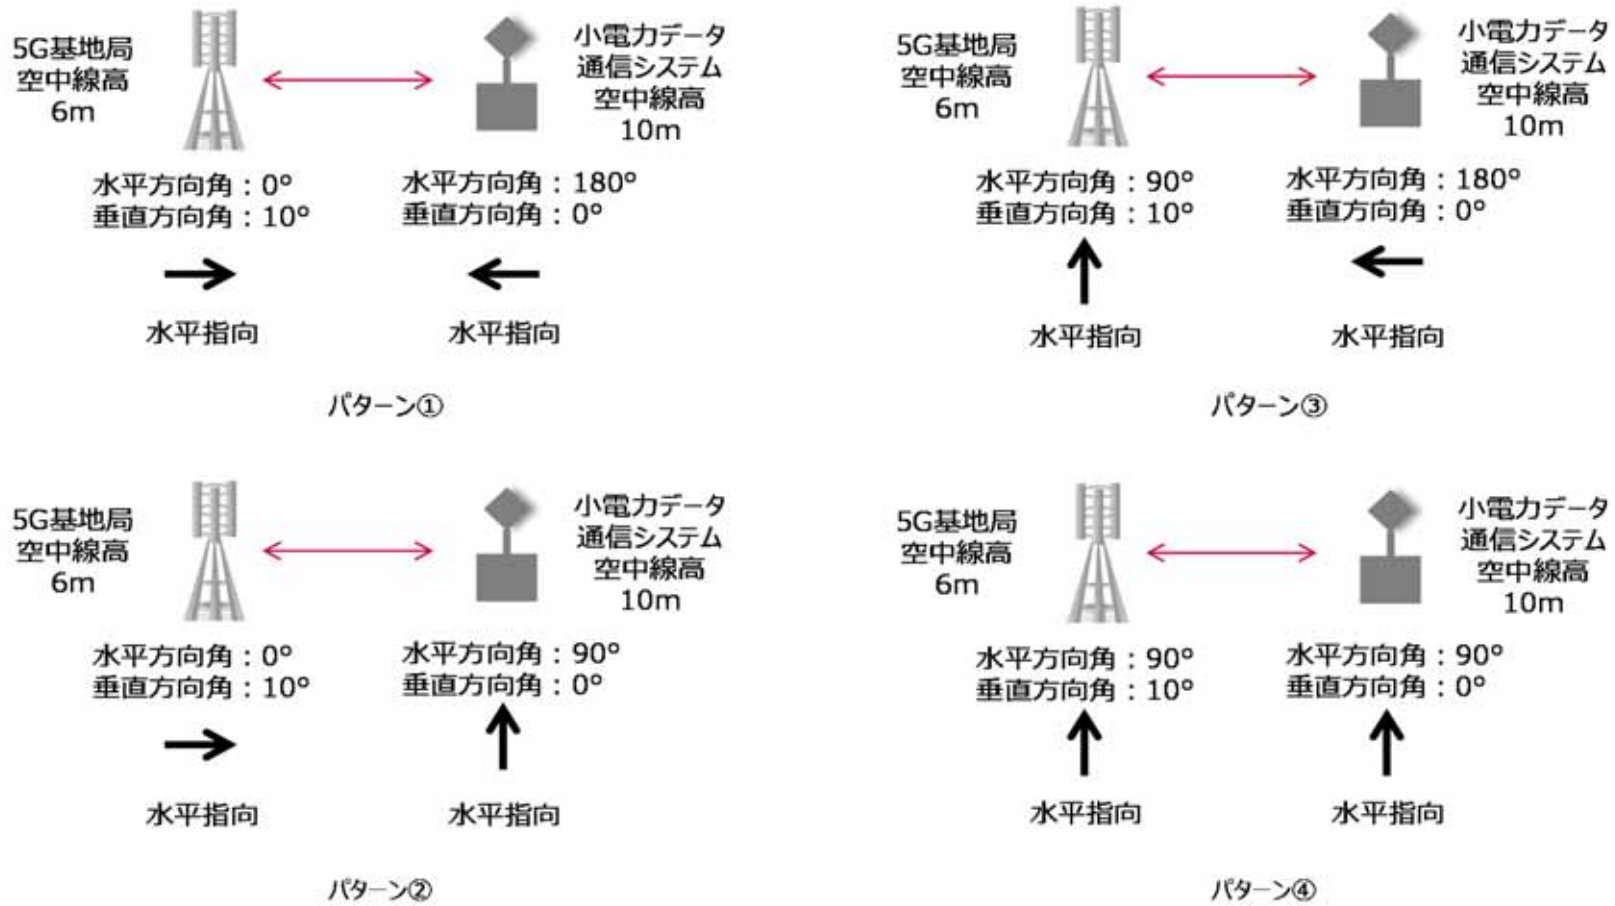 5G基地局
空中線高
6m
小電力データ
通信システム
空中線高
10m
水平方向角：0°
垂直方向角：10°
水平方向角：180°
垂直方向角：0°
水平指向
水平指向
パターン①
5G基地局
空中線高
6m
小電力データ
通信システム
空中線高
10m
水平方向角：90°
垂直方向角：10°
水平方向角：180°
垂直方向角：0°
水平指向
水平指向
パターン③
5G基地局
空中線高
6m
小電力データ
通信システム
空中線高
10m
水平方向角：0°
垂直方向角：10°
水平方向角：90°
垂直方向角：0°
水平指向
水平指向
パターン②
5G基地局
空中線高
6m
小電力データ
通信システム
空中線高
10m
水平方向角：90°
垂直方向角：10°
水平方向角：90°
垂直方向角：0°
水平指向
水平指向
パターン④